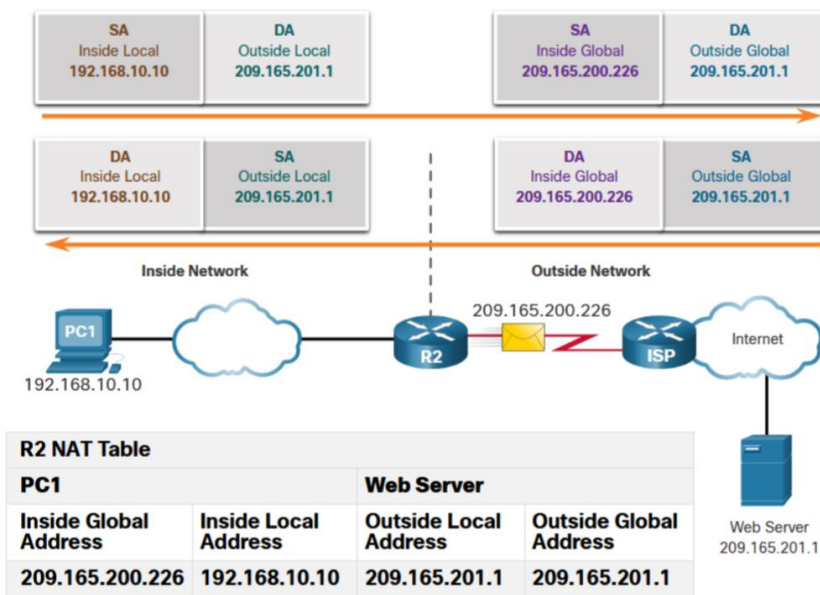 SA
Inside Local
192.168.10.10
DA
Outside Local
209.165.201.1
SA
Inside Global
209.165.200.226
DA
Outside Global
209.165.201.1
DA
Inside Local
192.168.10.10
SA
Outside Local
209.165.201.1
DA
Inside Global
209.165.200.226
SA
Outside Global
209.165.201.1
Inside Network
Outside Network
209.165.200.226
PC1
R2
ISP
Internet
192.168.10.10
R2 NAT Table
PC1
Web Server
Inside Global
Address
Inside Local
Address
Outside Local
Address
Outside Global
Address
209.165.200.226
192.168.10.10
209.165.201.1
209.165.201.1
Web Server
209.165.201.1